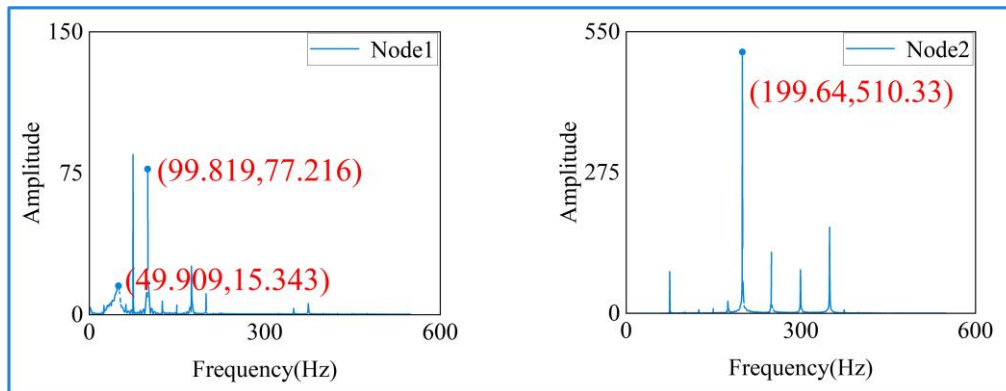 150
Node1
(99.819,77.216)
Amplitude
75
(49.909,15.343)
0
0
300
600
Frequency(Hz)
550
Node2
(199.64,510.33)
Amplitude
275
0
0
300
600
Frequency(Hz)